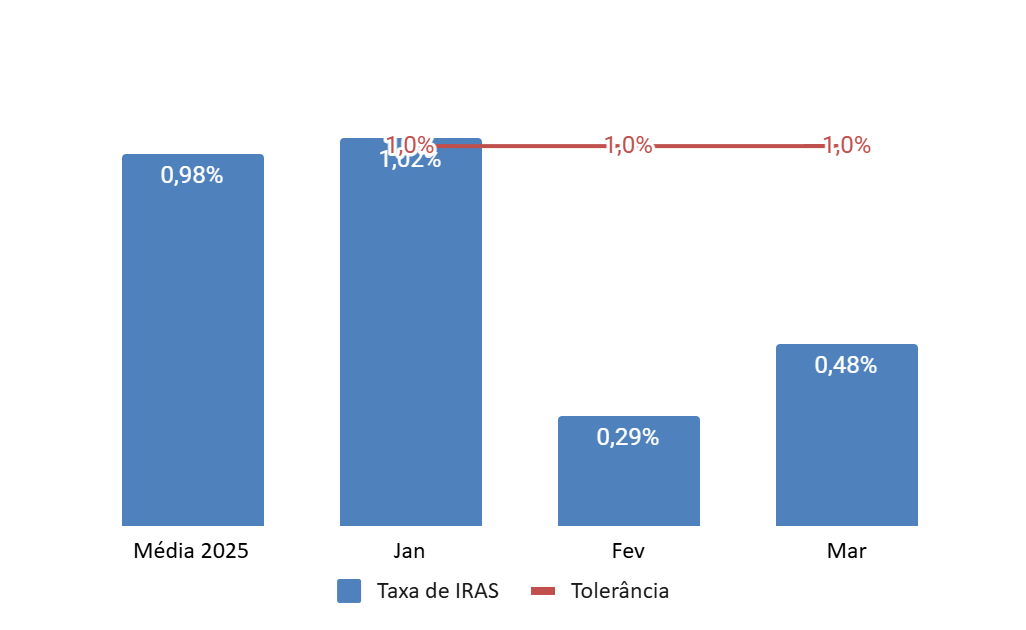 1,0%
1,0%
1,0%
1,02%
0,98%
0,48%
0,29%
Média 2025
Jan
Fev
Mar
Taxa de IRAS
Tolerância